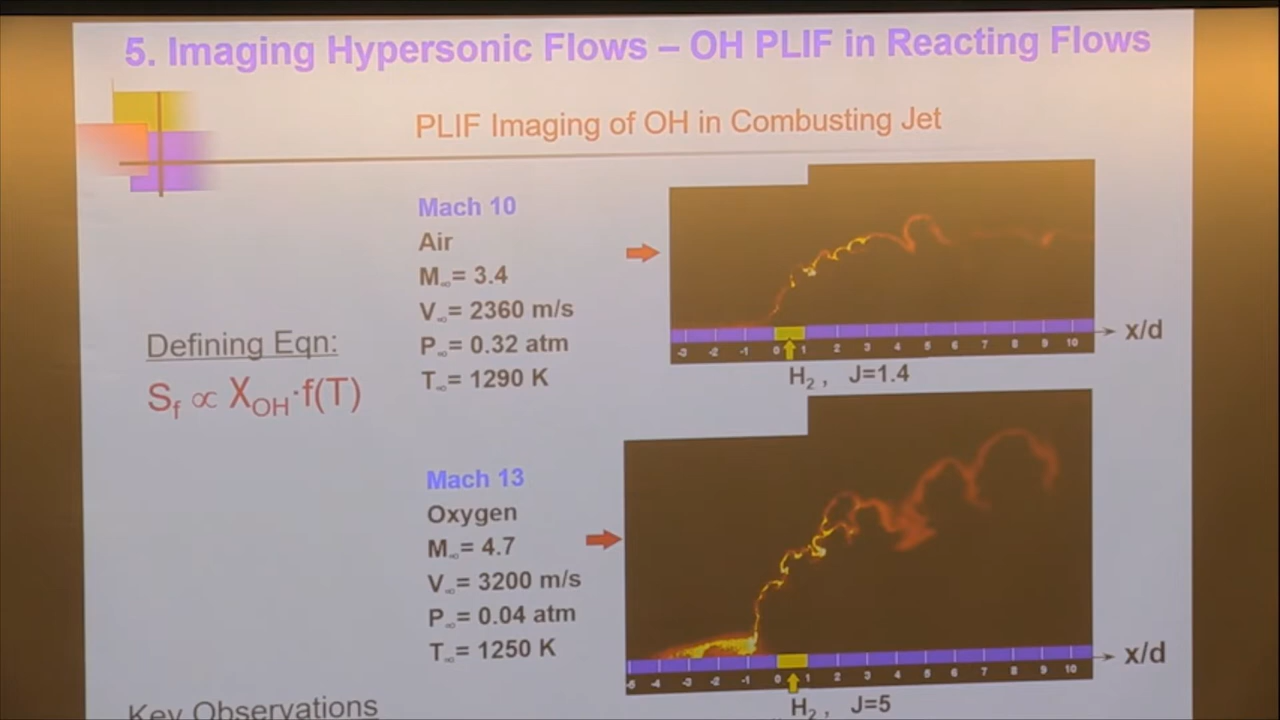 5. Imaging Hypersonic Flows – OH PLIF in Reacting Flows
PLIF Imaging of OH in Combusting Jet
Mach 10
Air
M∞= 3.4
V∞= 2360 m/s
P∞= 0.32 atm
T∞= 1290 K
Defining Eqn:
Sf ∝ XOH·f(T)
-3 -2 -1 0 1 2 3 4 5 6 7 8 9 10
x/d
H2 , J=1.4
Mach 13
Oxygen
M∞= 4.7
V∞= 3200 m/s
P∞= 0.04 atm
T∞= 1250 K
-5 -4 -3 -2 -1 0 1 2 3 4 5 6 7 8 9 10
x/d
H2 , J=5
Key Observations